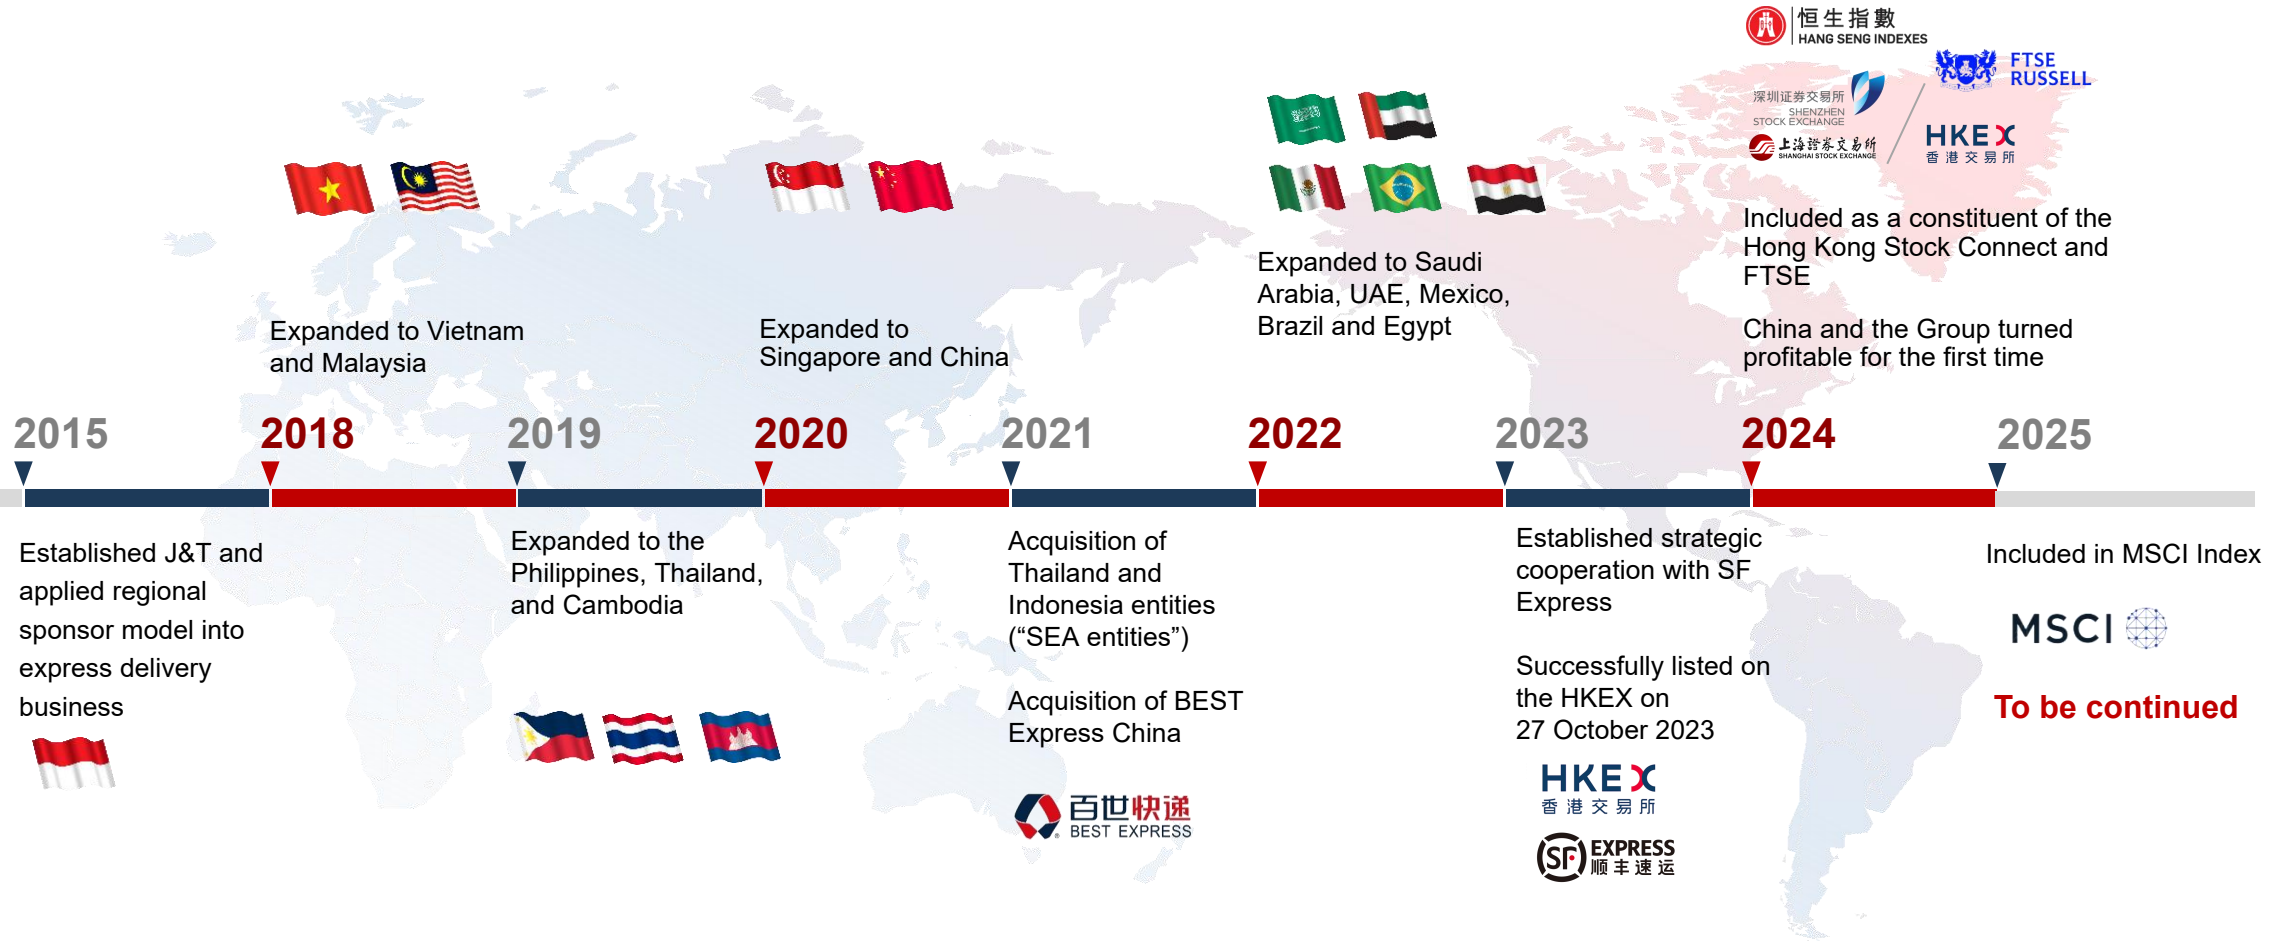 恒生指數
HANG SENG INDEXES
FTSE
RUSSELL
深圳证券交易所
SHENZHEN
STOCK EXCHANGE
上海證券交易所
SHANGHAI STOCK EXCHANGE
HKEX
香港交易所
Expanded to Vietnam
and Malaysia
Expanded to
Singapore and China
Expanded to Saudi
Arabia, UAE, Mexico,
Brazil and Egypt
Included as a constituent of the
Hong Kong Stock Connect and
FTSE
China and the Group turned
profitable for the first time
2015
2018
2019
2020
2021
2022
2023
2024
2025
Established J&T and
applied regional
sponsor model into
express delivery
business
Expanded to the
Philippines, Thailand,
and Cambodia
Acquisition of
Thailand and
Indonesia entities
(“SEA entities”)
Acquisition of BEST
Express China
百世快递
BEST EXPRESS
Established strategic
cooperation with SF
Express
Successfully listed on
the HKEX on
27 October 2023
HKEX
香港交易所
SF EXPRESS
顺丰速运
Included in MSCI Index
MSCI
To be continued